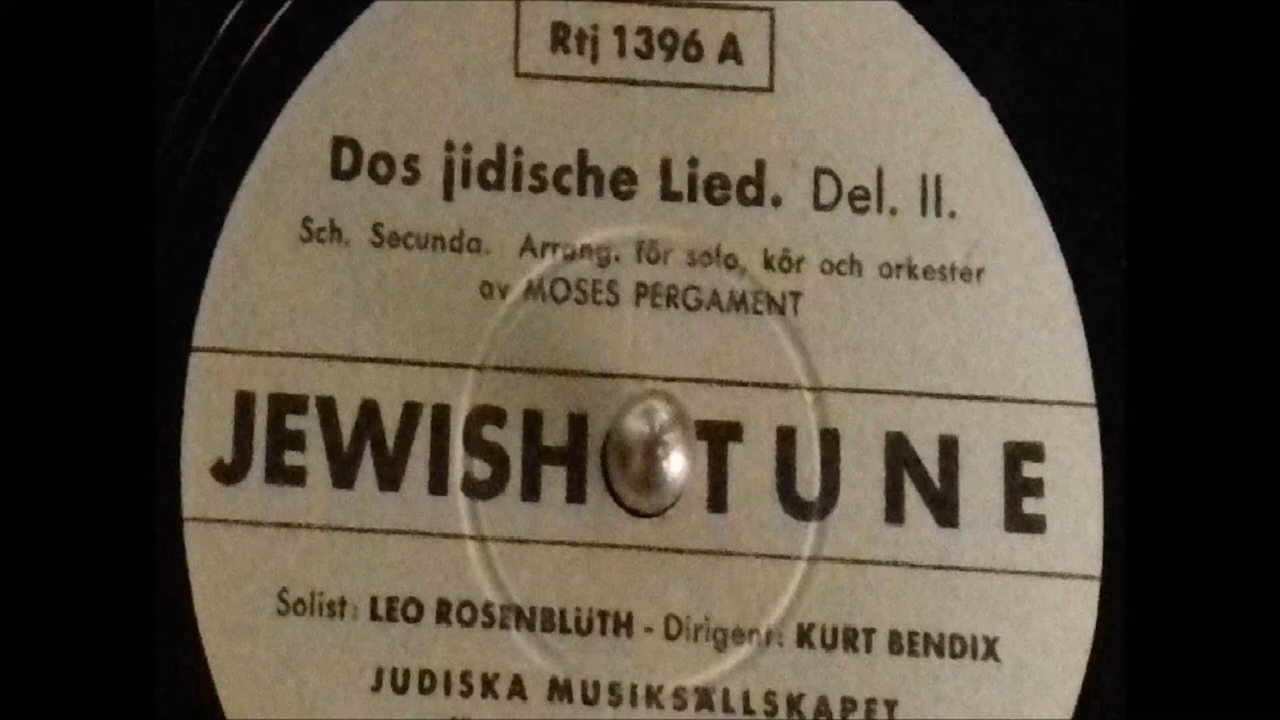 Rtj 1396 A
Dos jidische Lied. Del. II.
Sch. Secunda. Arrang. för solo, kör och orkester
av MOSES PERGAMENT
JEWISH TUNE
Solist: LEO ROSENBLÜTH - Dirigent: KURT BENDIX
JUDISKA MUSIKSÄLLSKAPET